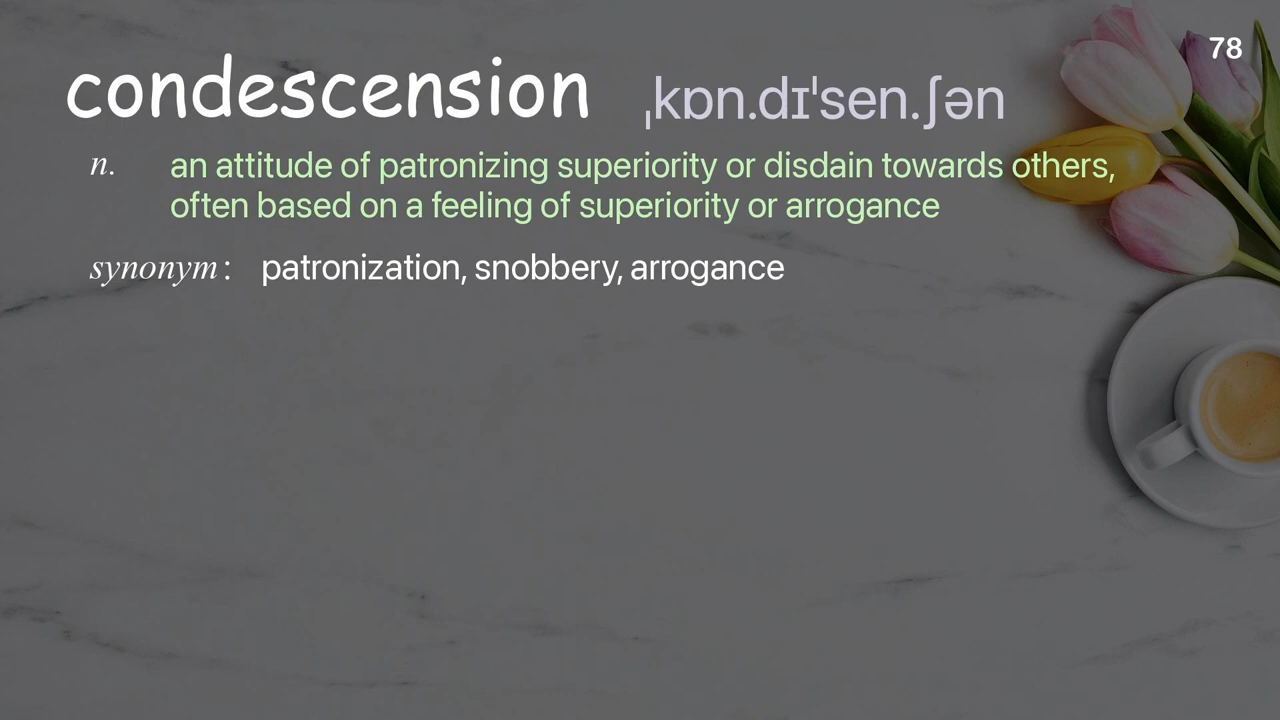 78
condescension ˌkɒn.dɪˈsen.ʃən
n. an attitude of patronizing superiority or disdain towards others,
often based on a feeling of superiority or arrogance
synonym : patronization, snobbery, arrogance